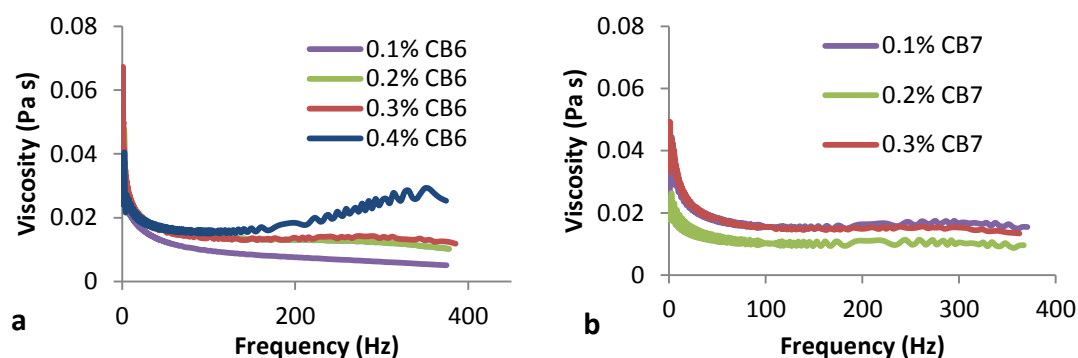 0.08
0.06
0.04
0.02
0
Viscosity (Pa s)
0.1% CB6
0.2% CB6
0.3% CB6
0.4% CB6
0
200
400
Frequency (Hz)
a
0.08
0.06
0.04
0.02
0
Viscosity (Pa s)
0.1% CB7
0.2% CB7
0.3% CB7
0
100
200
300
400
Frequency (Hz)
b